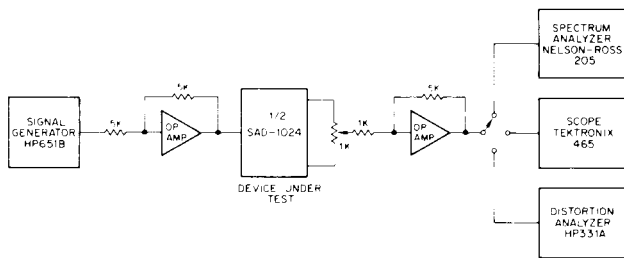 SIGNAL
GENERATOR
HP651B
5K
5K
OP
AMP.
1/2
SAD-1024
DEVICE UNDER
TEST
1K
1K
5K
OP
AMP.
SPECTRUM
ANALYZER
NELSON-ROSS
205
SCOPE
TEKTRONIX
465
DISTORTION
ANALYZER
HP331A